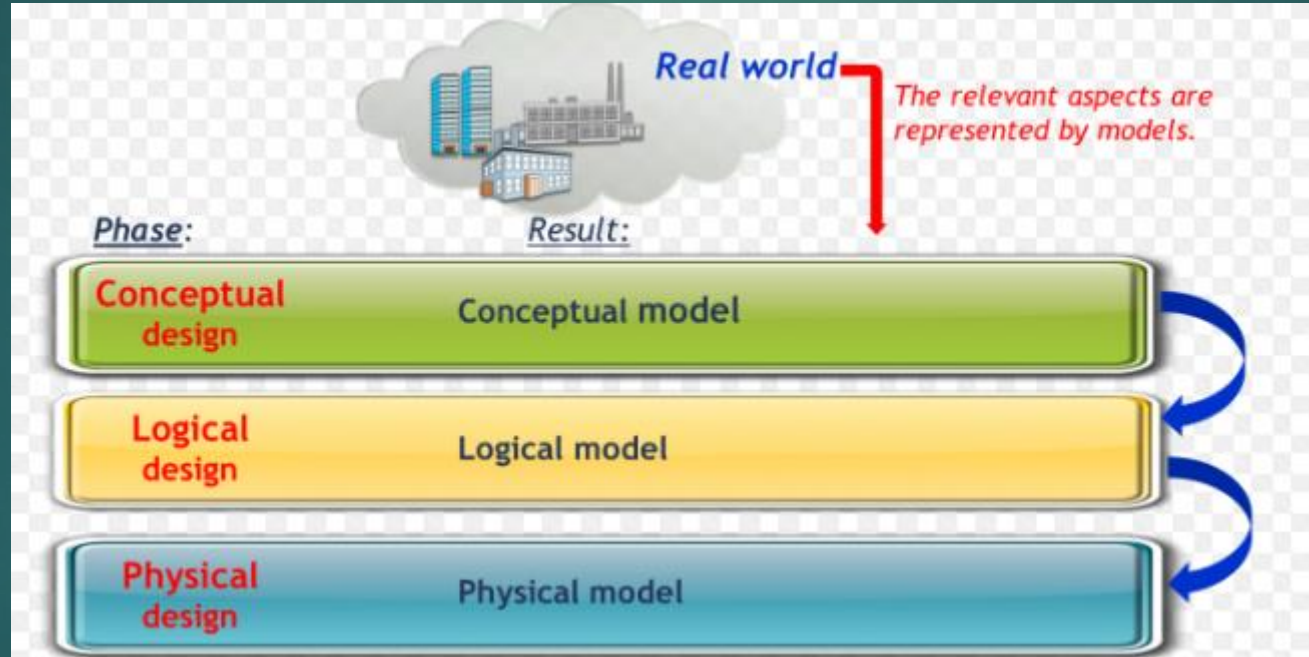 Real world
The relevant aspects are
represented by models.
Phase:
Result:
Conceptual
design
Conceptual model
Logical
design
Logical model
Physical
design
Physical model